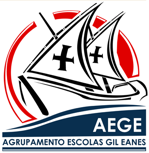 AEGE
AGRUPAMENTO ESCOLAS GIL EANES